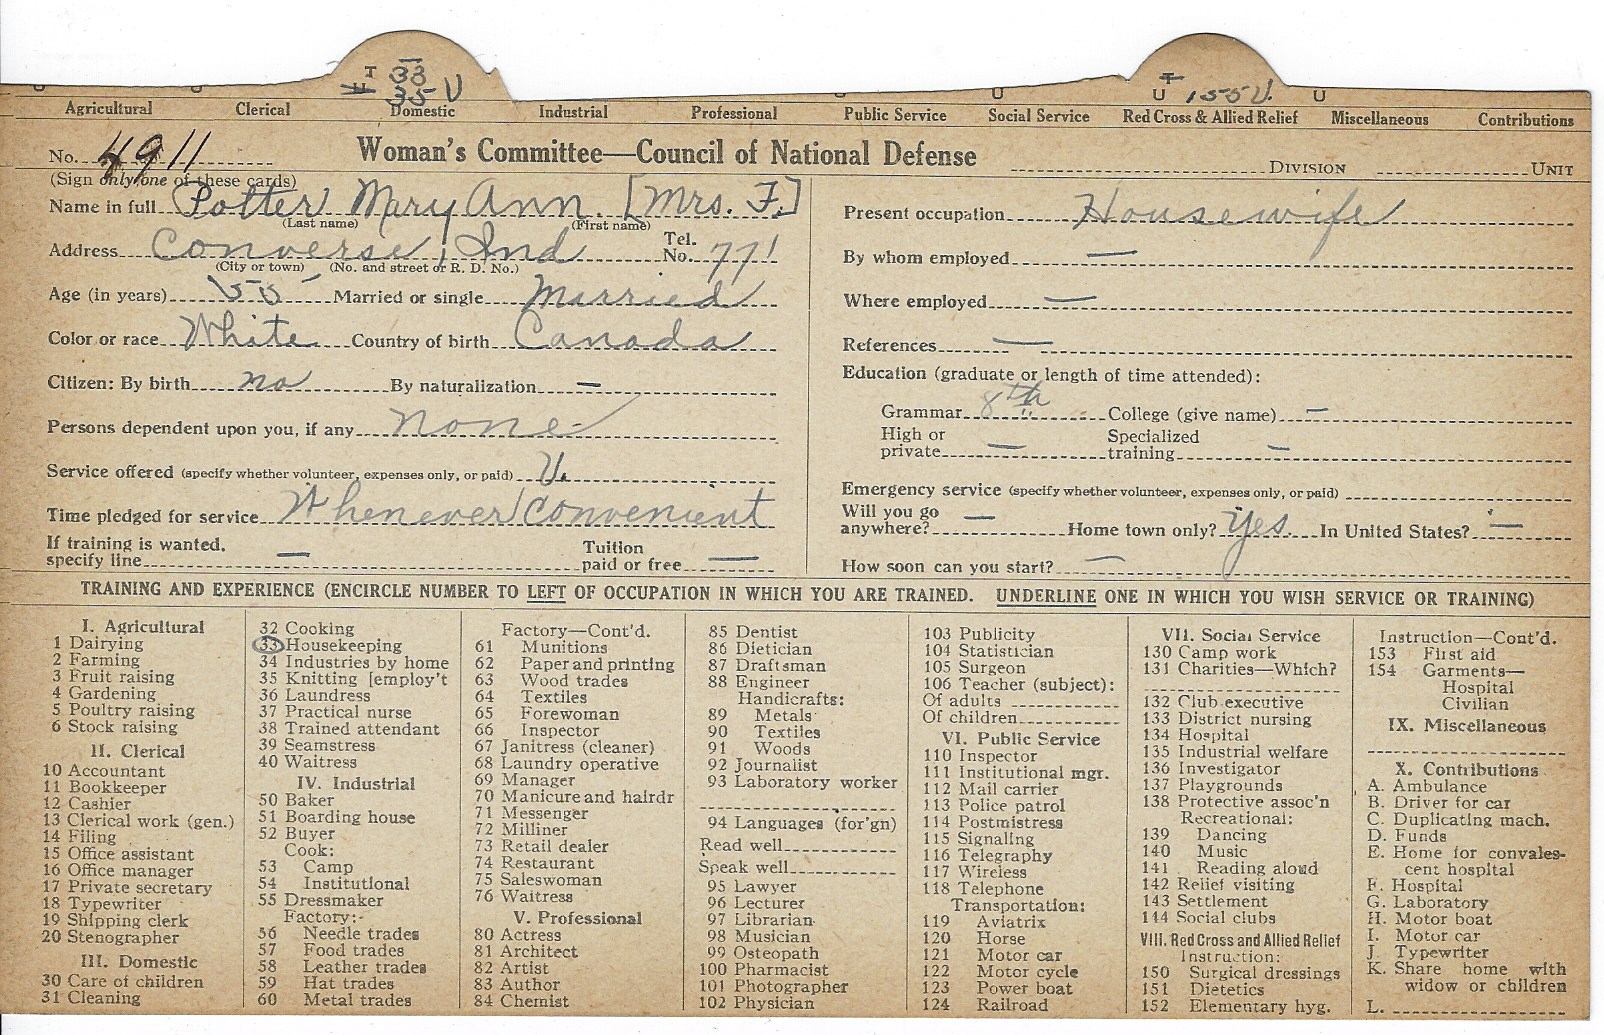 T 33
35 V
T
U 155 V. U
Agricultural Clerical Domestic Industrial Professional Public Service Social Service Red Cross & Allied Relief Miscellaneous Contributions
No. 4911 Woman's Committee—Council of National Defense DIVISION UNIT
(Sign only one of these cards)
Name in full Potter Mary Ann. [Mrs. F.]
(Last name) (First name)
Address Converse, Ind Tel. No. 771
(City or town) (No. and street or R. D. No.)
Age (in years) 55 Married or single Married
Color or race White Country of birth Canada
Citizen: By birth no By naturalization —
Persons dependent upon you, if any none
Service offered (specify whether volunteer, expenses only, or paid) V.
Time pledged for service Whenever convenient
If training is wanted, specify line — Tuition paid or free —
Present occupation Housewife
By whom employed —
Where employed —
References —
Education (graduate or length of time attended):
Grammar 8th College (give name) —
High or private — Specialized training —
Emergency service (specify whether volunteer, expenses only, or paid)
Will you go anywhere? — Home town only? Yes In United States? —
How soon can you start? —
TRAINING AND EXPERIENCE (ENCIRCLE NUMBER TO LEFT OF OCCUPATION IN WHICH YOU ARE TRAINED. UNDERLINE ONE IN WHICH YOU WISH SERVICE OR TRAINING)
I. Agricultural
1 Dairying
2 Farming
3 Fruit raising
4 Gardening
5 Poultry raising
6 Stock raising
II. Clerical
10 Accountant
11 Bookkeeper
12 Cashier
13 Clerical work (gen.)
14 Filing
15 Office assistant
16 Office manager
17 Private secretary
18 Typewriter
19 Shipping clerk
20 Stenographer
III. Domestic
30 Care of children
31 Cleaning
32 Cooking
33 Housekeeping
34 Industries by home
35 Knitting [employ't
36 Laundress
37 Practical nurse
38 Trained attendant
39 Seamstress
40 Waitress
IV. Industrial
50 Baker
51 Boarding house
52 Buyer
Cook:
53 Camp
54 Institutional
55 Dressmaker
Factory:-
56 Needle trades
57 Food trades
58 Leather trades
59 Hat trades
60 Metal trades
Factory—Cont'd.
61 Munitions
62 Paper and printing
63 Wood trades
64 Textiles
65 Forewoman
66 Inspector
67 Janitress (cleaner)
68 Laundry operative
69 Manager
70 Manicure and hairdr
71 Messenger
72 Milliner
73 Retail dealer
74 Restaurant
75 Saleswoman
76 Waitress
V. Professional
80 Actress
81 Architect
82 Artist
83 Author
84 Chemist
85 Dentist
86 Dietician
87 Draftsman
88 Engineer
Handicrafts:
89 Metals
90 Textiles
91 Woods
92 Journalist
93 Laboratory worker
94 Languages (for'gn)
Read well
Speak well
95 Lawyer
96 Lecturer
97 Librarian
98 Musician
99 Osteopath
100 Pharmacist
101 Photographer
102 Physician
103 Publicity
104 Statistician
105 Surgeon
106 Teacher (subject):
Of adults
Of children
VI. Public Service
110 Inspector
111 Institutional mgr.
112 Mail carrier
113 Police patrol
114 Postmistress
115 Signaling
116 Telegraphy
117 Wireless
118 Telephone
Transportation:
119 Aviatrix
120 Horse
121 Motor car
122 Motor cycle
123 Power boat
124 Railroad
VII. Social Service
130 Camp work
131 Charities—Which?
132 Club executive
133 District nursing
134 Hospital
135 Industrial welfare
136 Investigator
137 Playgrounds
138 Protective assoc'n
Recreational:
139 Dancing
140 Music
141 Reading aloud
142 Relief visiting
143 Settlement
144 Social clubs
VIII. Red Cross and Allied Relief
Instruction:
150 Surgical dressings
151 Dietetics
152 Elementary hyg.
Instruction—Cont'd.
153 First aid
154 Garments—
Hospital
Civilian
IX. Miscellaneous
X. Contributions
A. Ambulance
B. Driver for car
C. Duplicating mach.
D. Funds
E. Home for convales-
cent hospital
F. Hospital
G. Laboratory
H. Motor boat
I. Motor car
J. Typewriter
K. Share home with
widow or children
L.